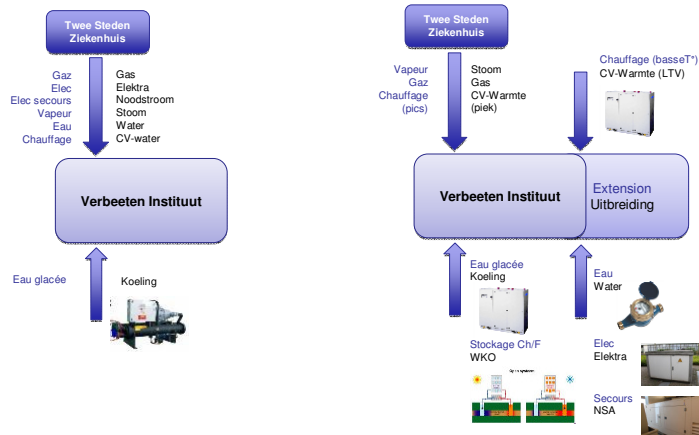 Twee Steden
Ziekenhuis
Gaz
Elec
Elec secours
Vapeur
Eau
Chauffage
Gas
Elektra
Noodstroom
Stoom
Water
CV-water
Verbeeten Instituut
Eau glacée
Koeling
Twee Steden
Ziekenhuis
Vapeur
Gaz
Chauffage
(pics)
Stoom
Gas
CV-Warmte
(piek)
Chauffage (basseT°)
CV-Warmte (LTV)
Verbeeten Instituut
Extension
Uitbreiding
Eau glacée
Koeling
Stockage Ch/F
WKO
Eau
Water
Elec
Elektra
Secours
NSA